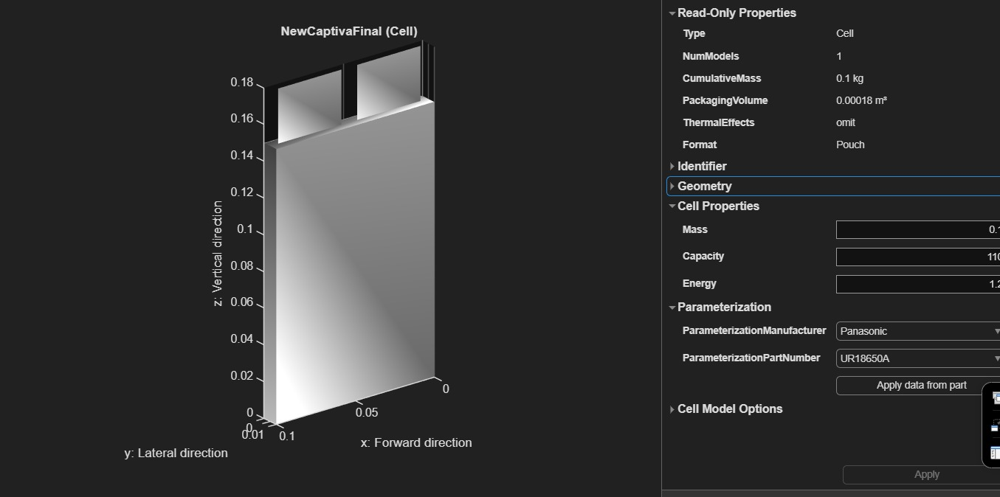 NewCaptivaFinal (Cell)
0.18
0.16
0.14
0.12
0.1
0.08
0.06
0.04
0.02
0
z: Vertical direction
0
0.01
0.1
0.05
0
y: Lateral direction
x: Forward direction
Read-Only Properties
Type Cell
NumModels 1
CumulativeMass 0.1 kg
PackagingVolume 0.00018 m³
ThermalEffects omit
Format Pouch
Identifier
Geometry
Cell Properties
Mass 0.1
Capacity 110
Energy 1.2
Parameterization
ParameterizationManufacturer Panasonic
ParameterizationPartNumber UR18650A
Apply data from part
Cell Model Options
Apply